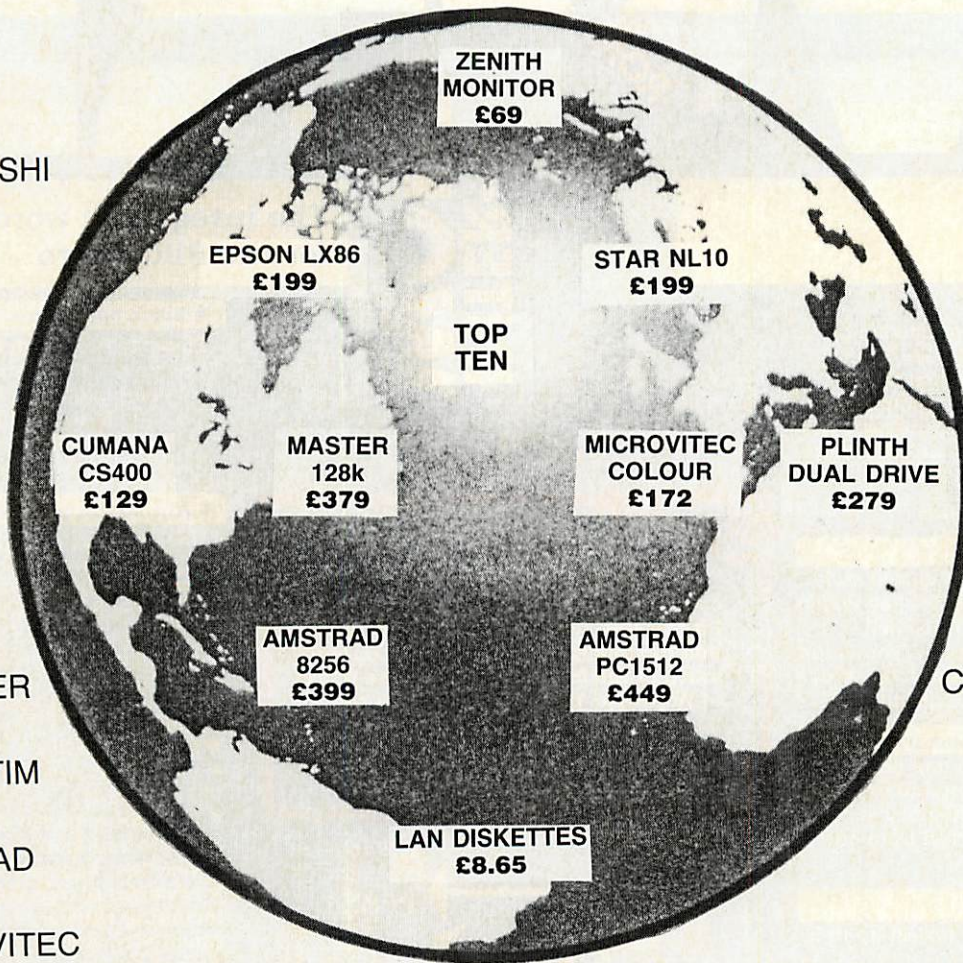 ZENITH
MONITOR
£69
SHI
EPSON LX86
£199
STAR NL10
£199
TOP
TEN
CUMANA
CS400
£129
MASTER
128k
£379
MICROVITEC
COLOUR
£172
PLINTH
DUAL DRIVE
£279
AMSTRAD
8256
£399
AMSTRAD
PC1512
£449
ER
C
TIM
LAN DISKETTES
£8.65
AD
VITEC